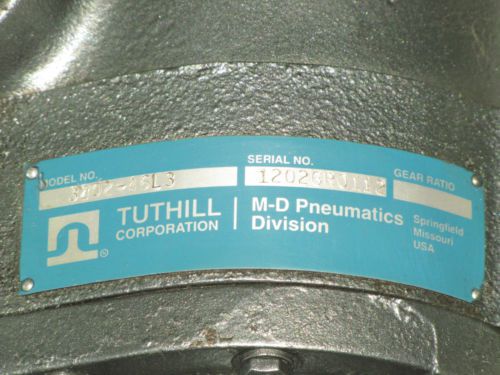 MODEL NO.
SERIAL NO.
GEAR RATIO
TUTHILL
CORPORATION
M-D Pneumatics
Division
Springfield
Missouri
USA
®